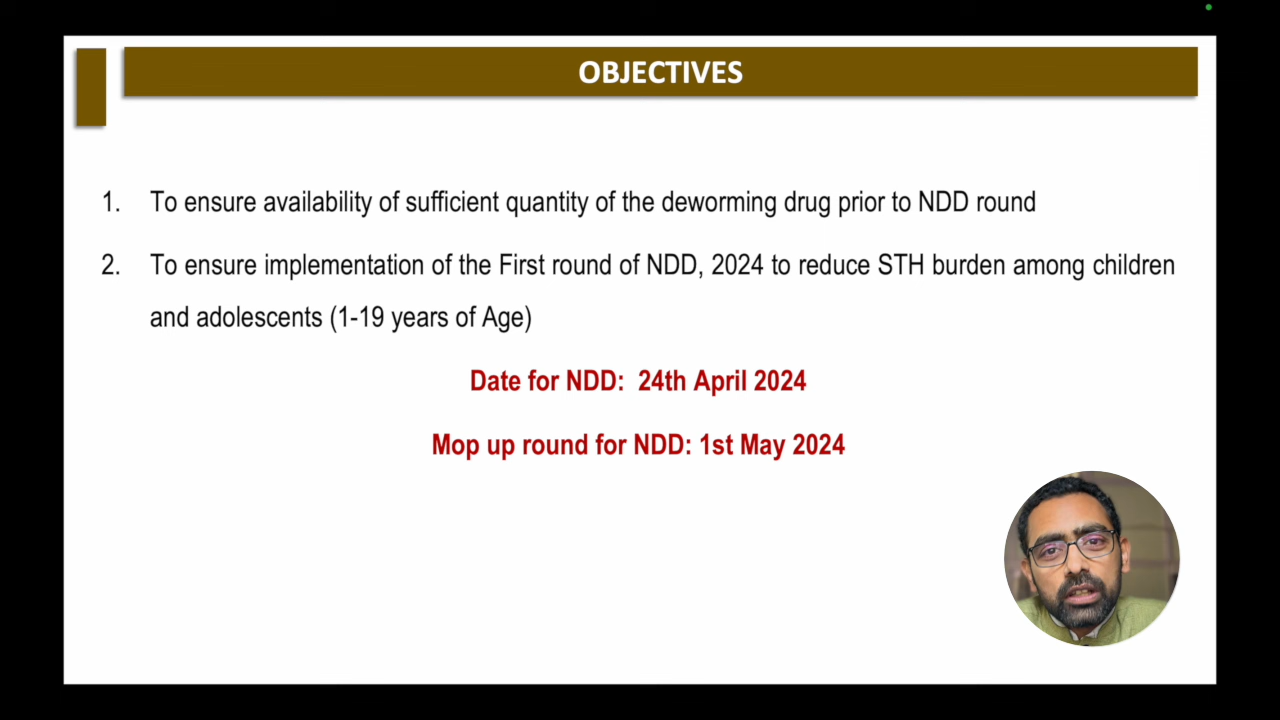 OBJECTIVES
1. To ensure availability of sufficient quantity of the deworming drug prior to NDD round
2. To ensure implementation of the First round of NDD, 2024 to reduce STH burden among children
and adolescents (1-19 years of Age)
Date for NDD: 24th April 2024
Mop up round for NDD: 1st May 2024